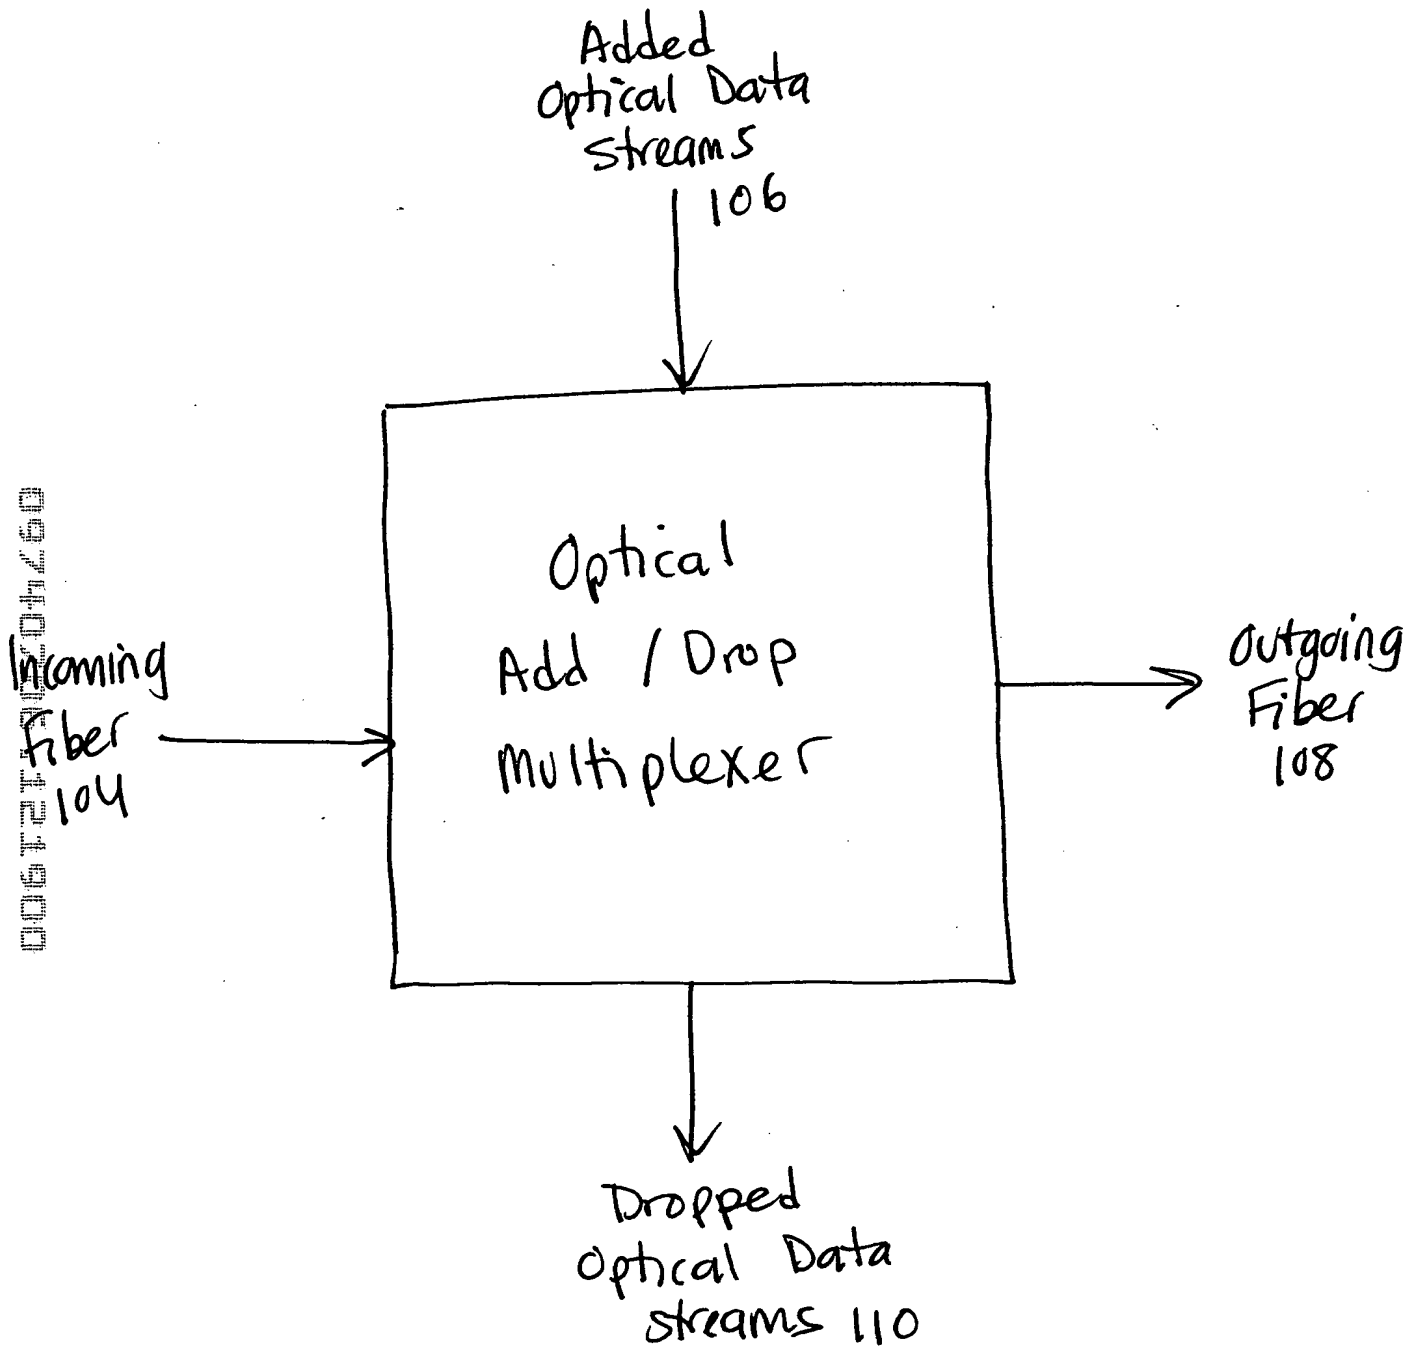 Added
Optical Data
Streams
106
Optical
Add / Drop
Multiplexer
Incoming
Fiber
104
Outgoing
Fiber
108
Dropped
Optical Data
Streams 110